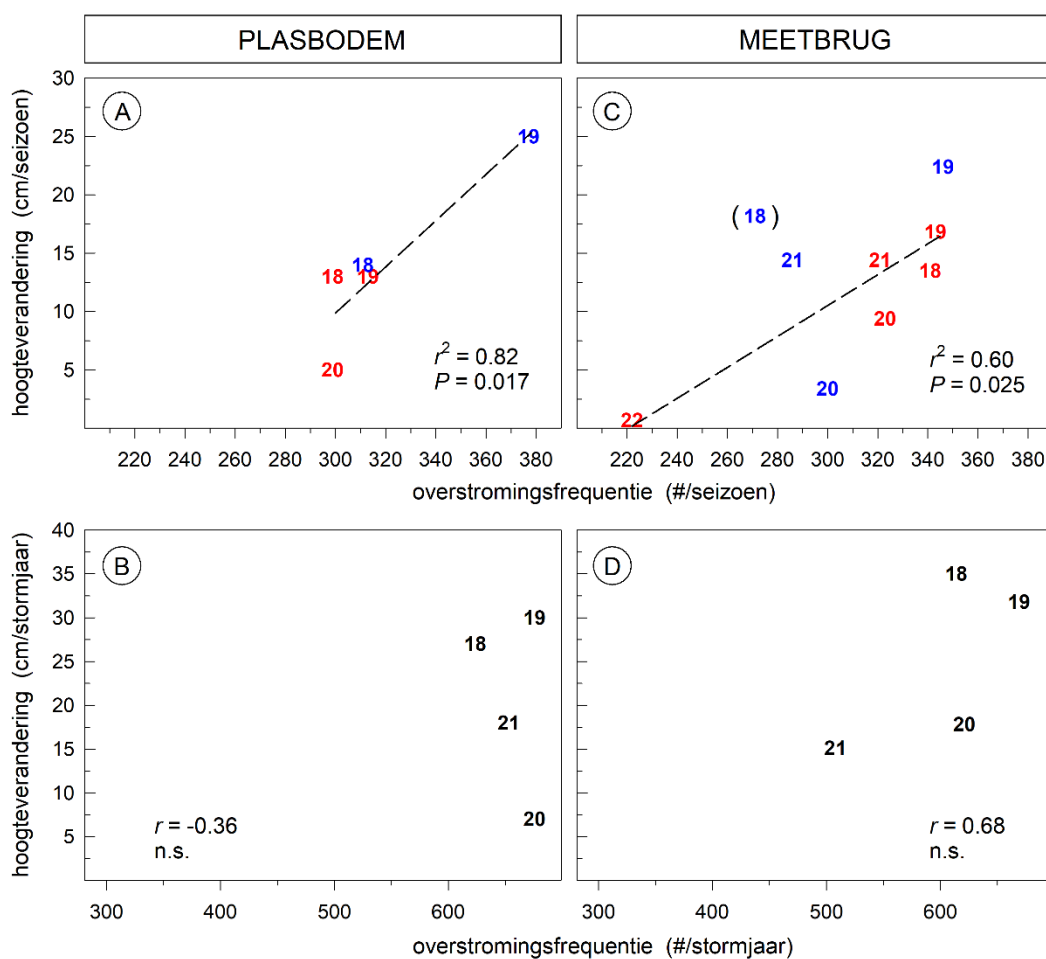 PLASBODEM
MEETBRUG
hoogteverandering (cm/seizoen)
30
25
20
15
10
5
A
19
18
18
19
20
r² = 0.82
P = 0.017
220 240 260 280 300 320 340 360 380
C
19
( 18 )
19
21
21
18
20
20
22
r² = 0.60
P = 0.025
220 240 260 280 300 320 340 360 380
overstromingsfrequentie (#/seizoen)
hoogteverandering (cm/stormjaar)
40
35
30
25
20
15
10
5
B
19
18
21
20
r = -0.36
n.s.
300 400 500 600
D
18
19
20
21
r = 0.68
n.s.
300 400 500 600
overstromingsfrequentie (#/stormjaar)